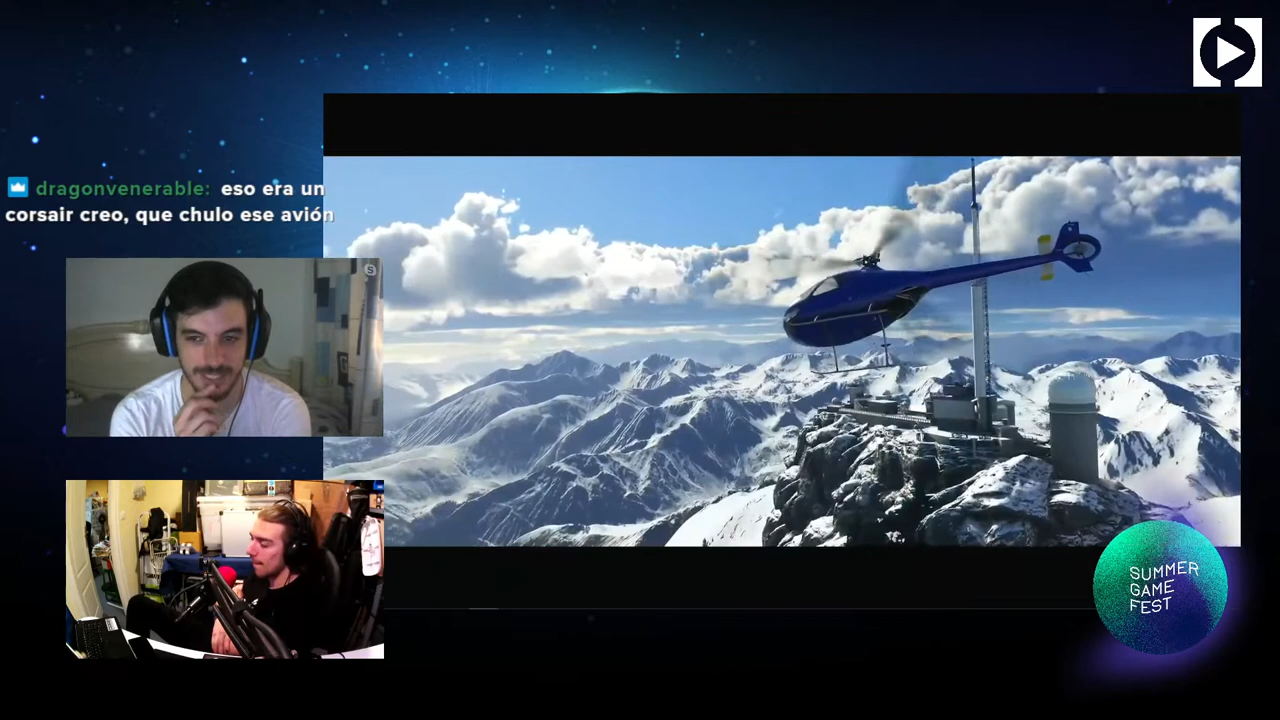 dragonvenerable: eso era un
corsair creo, que chulo ese avión
S
SUMMER
GAME
FEST